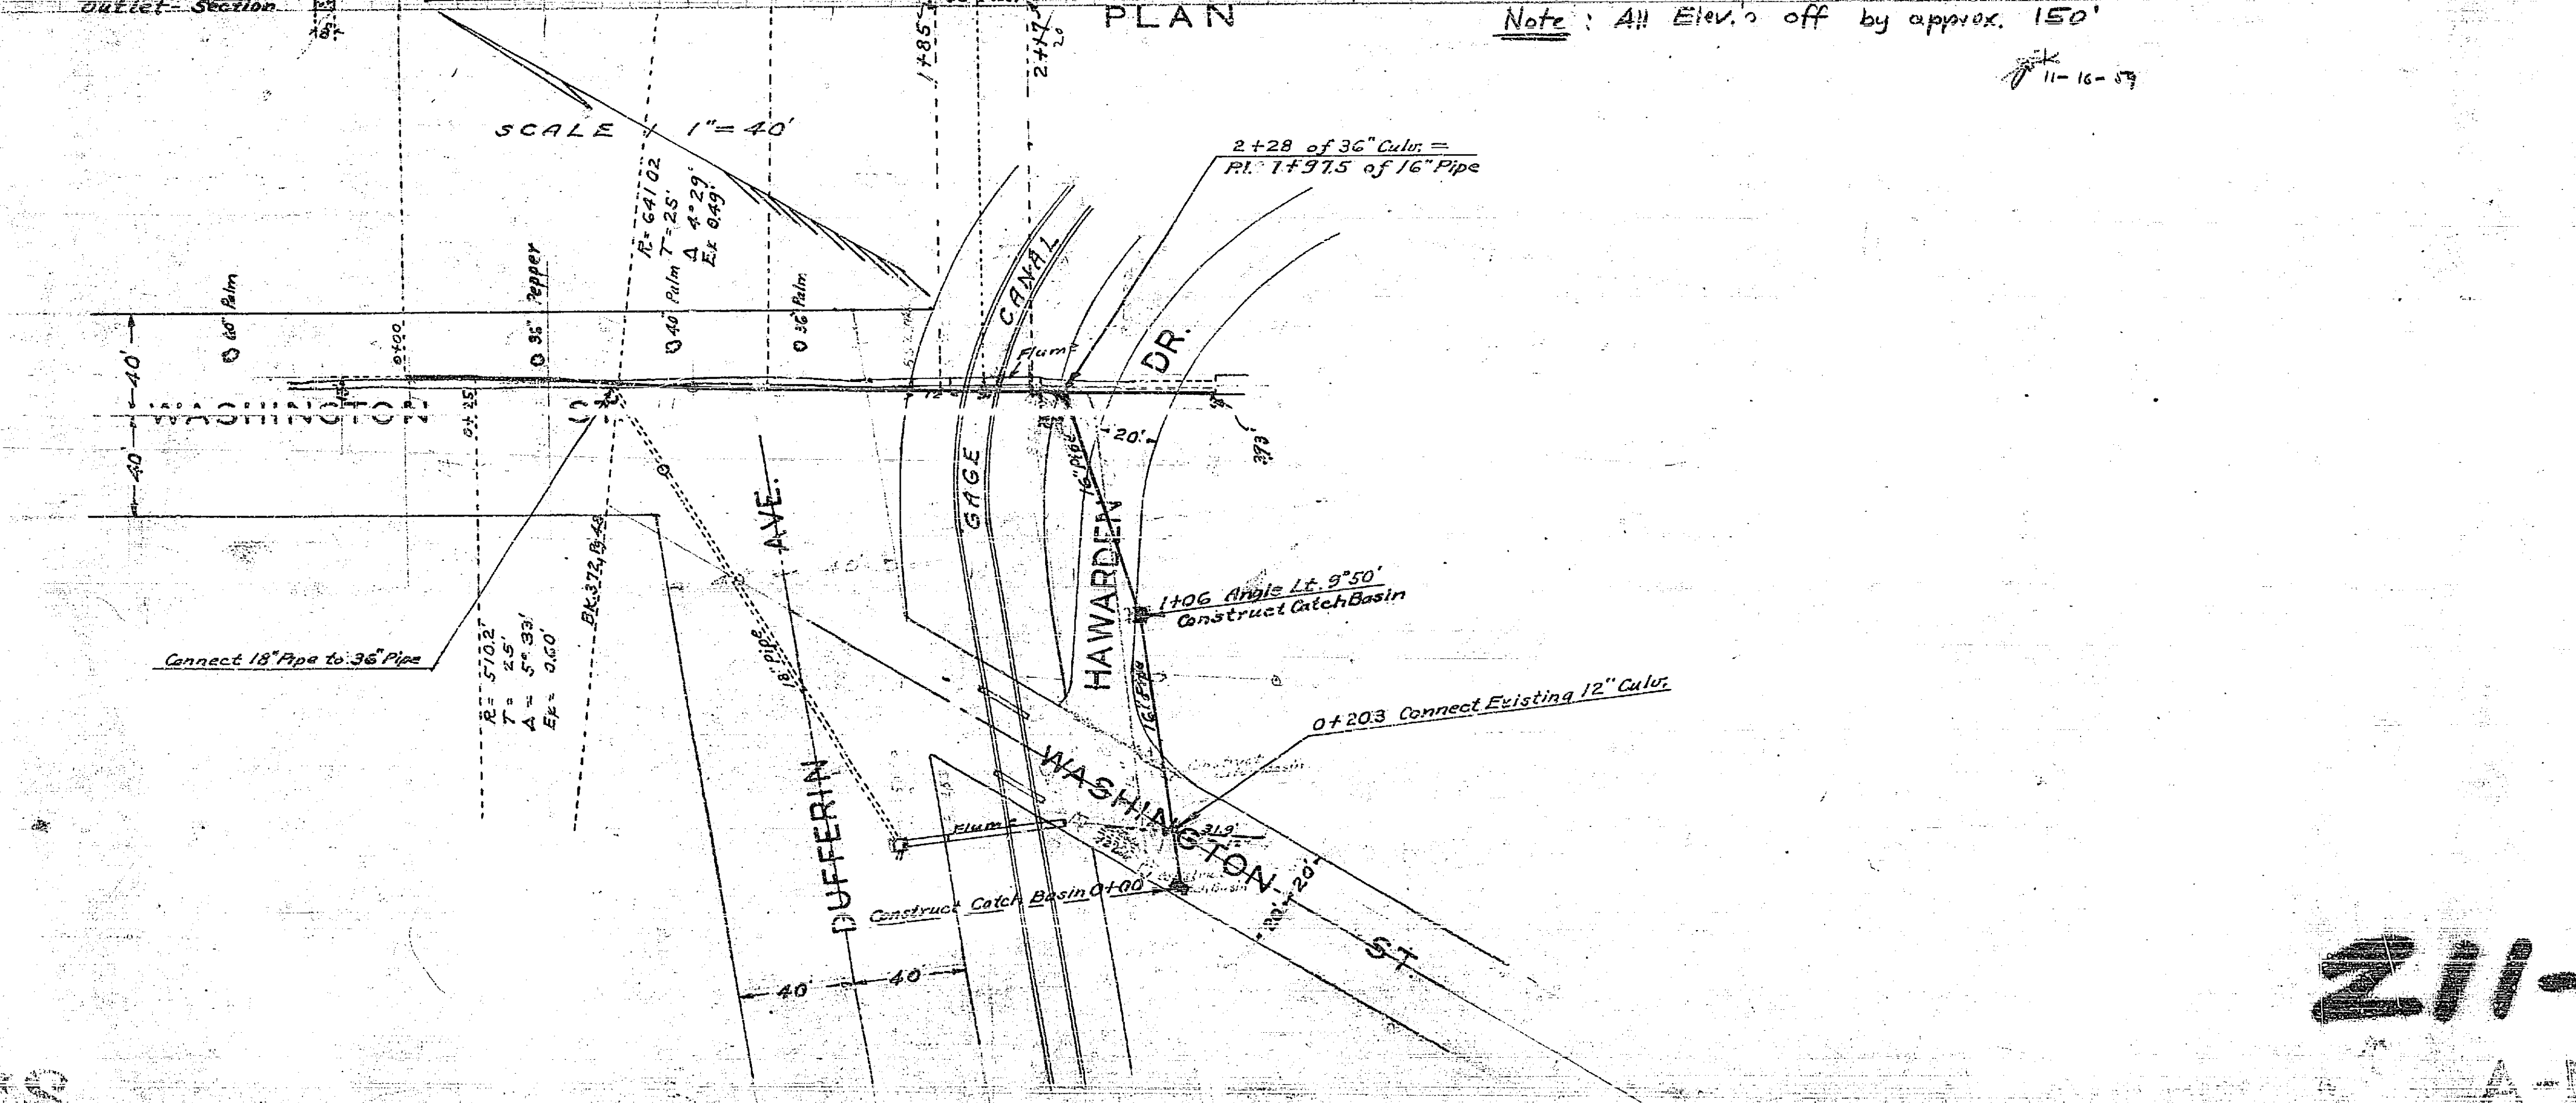 Outlet - Section
PLAN
Note : All Elev.'s off by approx. 150'
11-16-59
1+85
2+17
20
SCALE 1"= 40'
2+28 of 36" Culv. =
P.I. 1+97.5 of 16" Pipe
R= 641.02
T= 25'
Δ 4° 29'
Ex 0.49'
60" Palm
36" Pepper
40" Palm
36" Palm
CANAL
Flume
DR.
0+00
40'
WASHINGTON
0+25
20'
40'
16" Pipe
GAGE
AVE.
HAWARDEN
BK. 372, P. 48
1+06 Angle Lt. 9°50'
Construct Catch Basin
Connect 18" Pipe to 36" Pipe
R= 510.2'
T= 25'
Δ= 5° 33'
Ex= 0.60'
18" Pipe
16" Pipe
0+20.3 Connect Existing 12" Culv.
WASHINGTON
DUFFERIN
Flume
31.9'
Construct Catch Basin 0+00
20'
20'
ST.
40'
40'
Z11-
A-